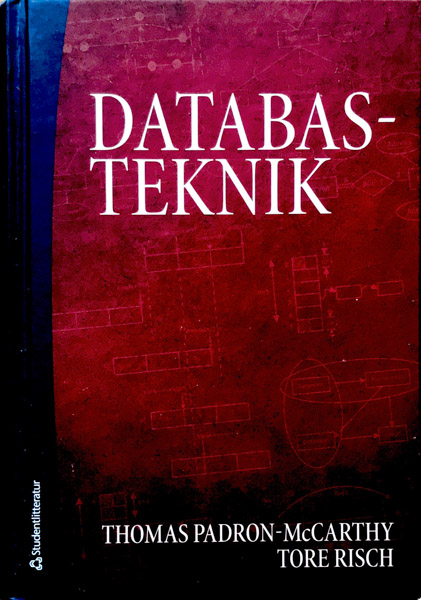 DATABAS-
TEKNIK
THOMAS PADRON-McCARTHY
TORE RISCH
Studentlitteratur